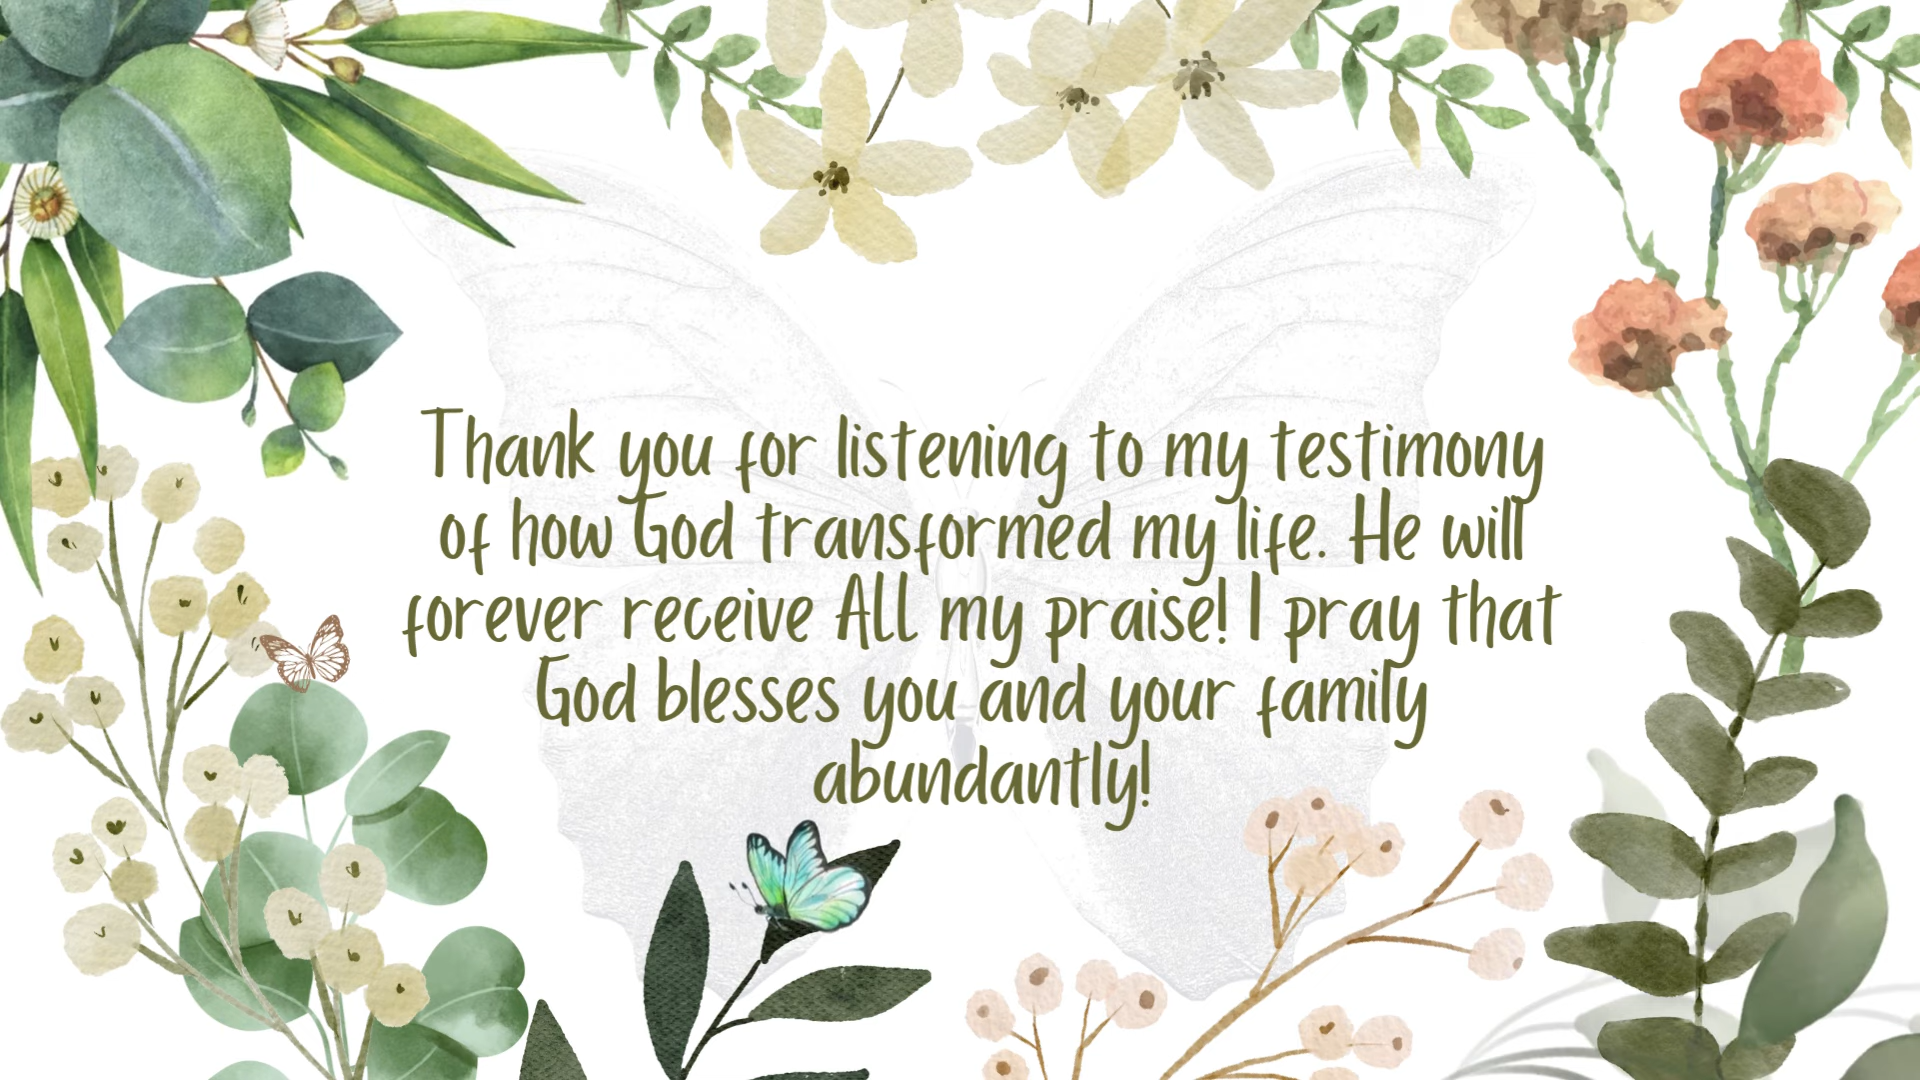 Thank you for listening to my testimony
of how God transformed my life. He will
forever receive All my praise! I pray that
God blesses you and your family
abundantly!